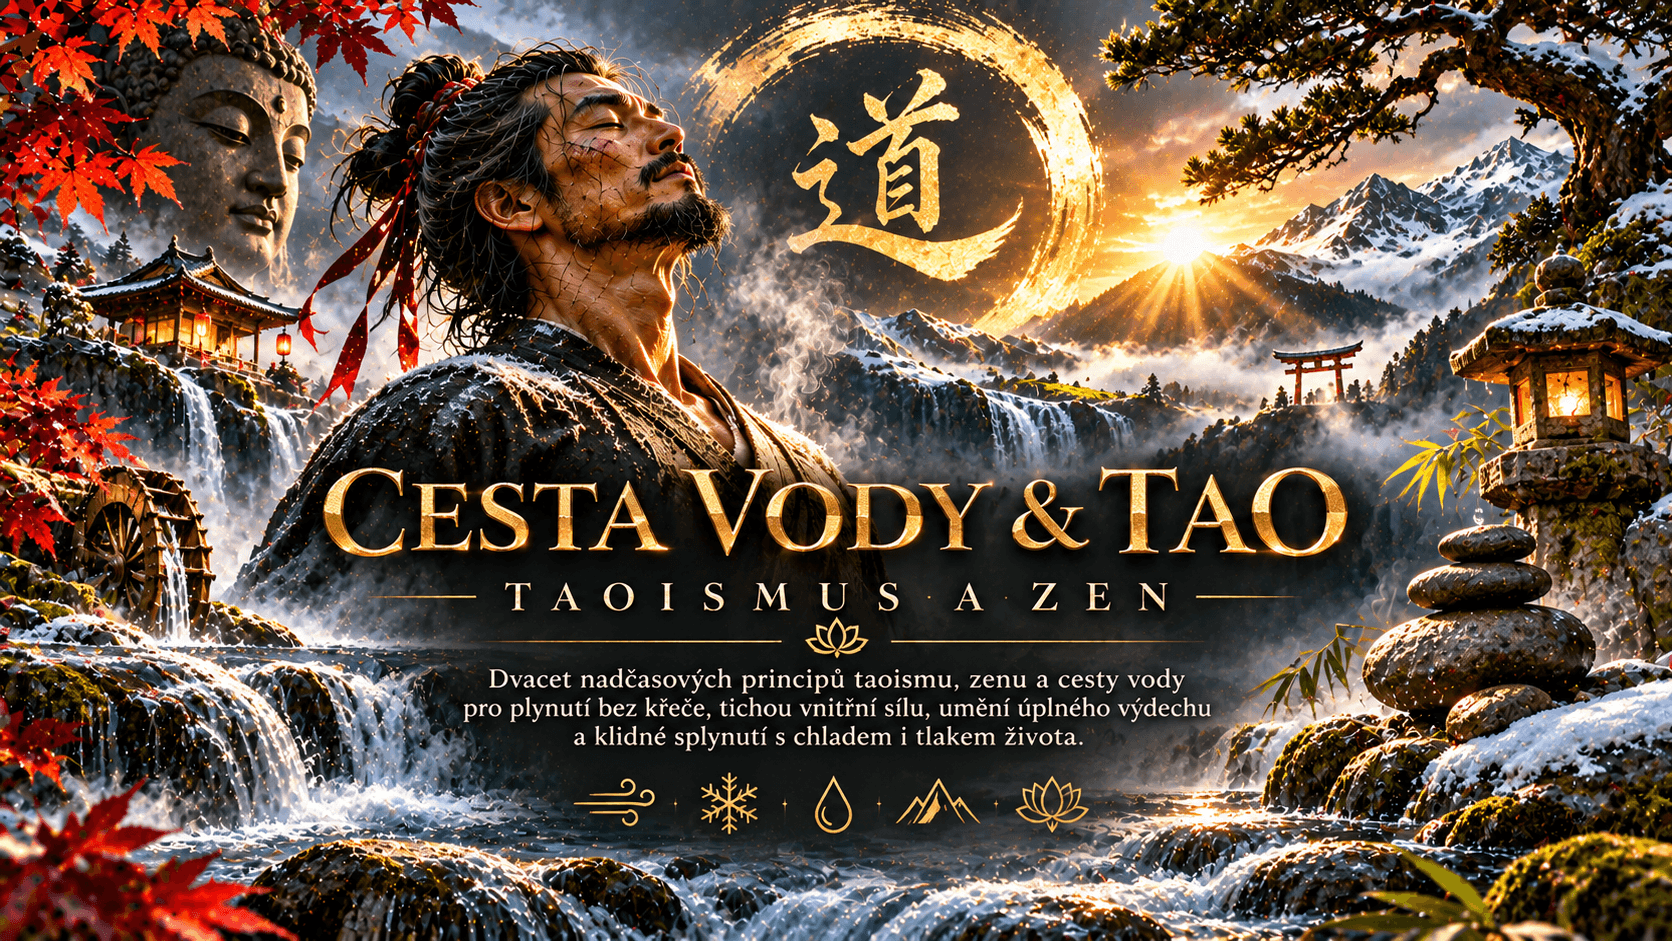 道
CESTA VODY & TAO
TAOISMUS A ZEN
Dvacet nadčasových principů taoismu, zenu a cesty vody
pro plynutí bez křeče, tichou vnitřní sílu, umění úplného výdechu
a klidné splynutí s chladem i tlakem života.